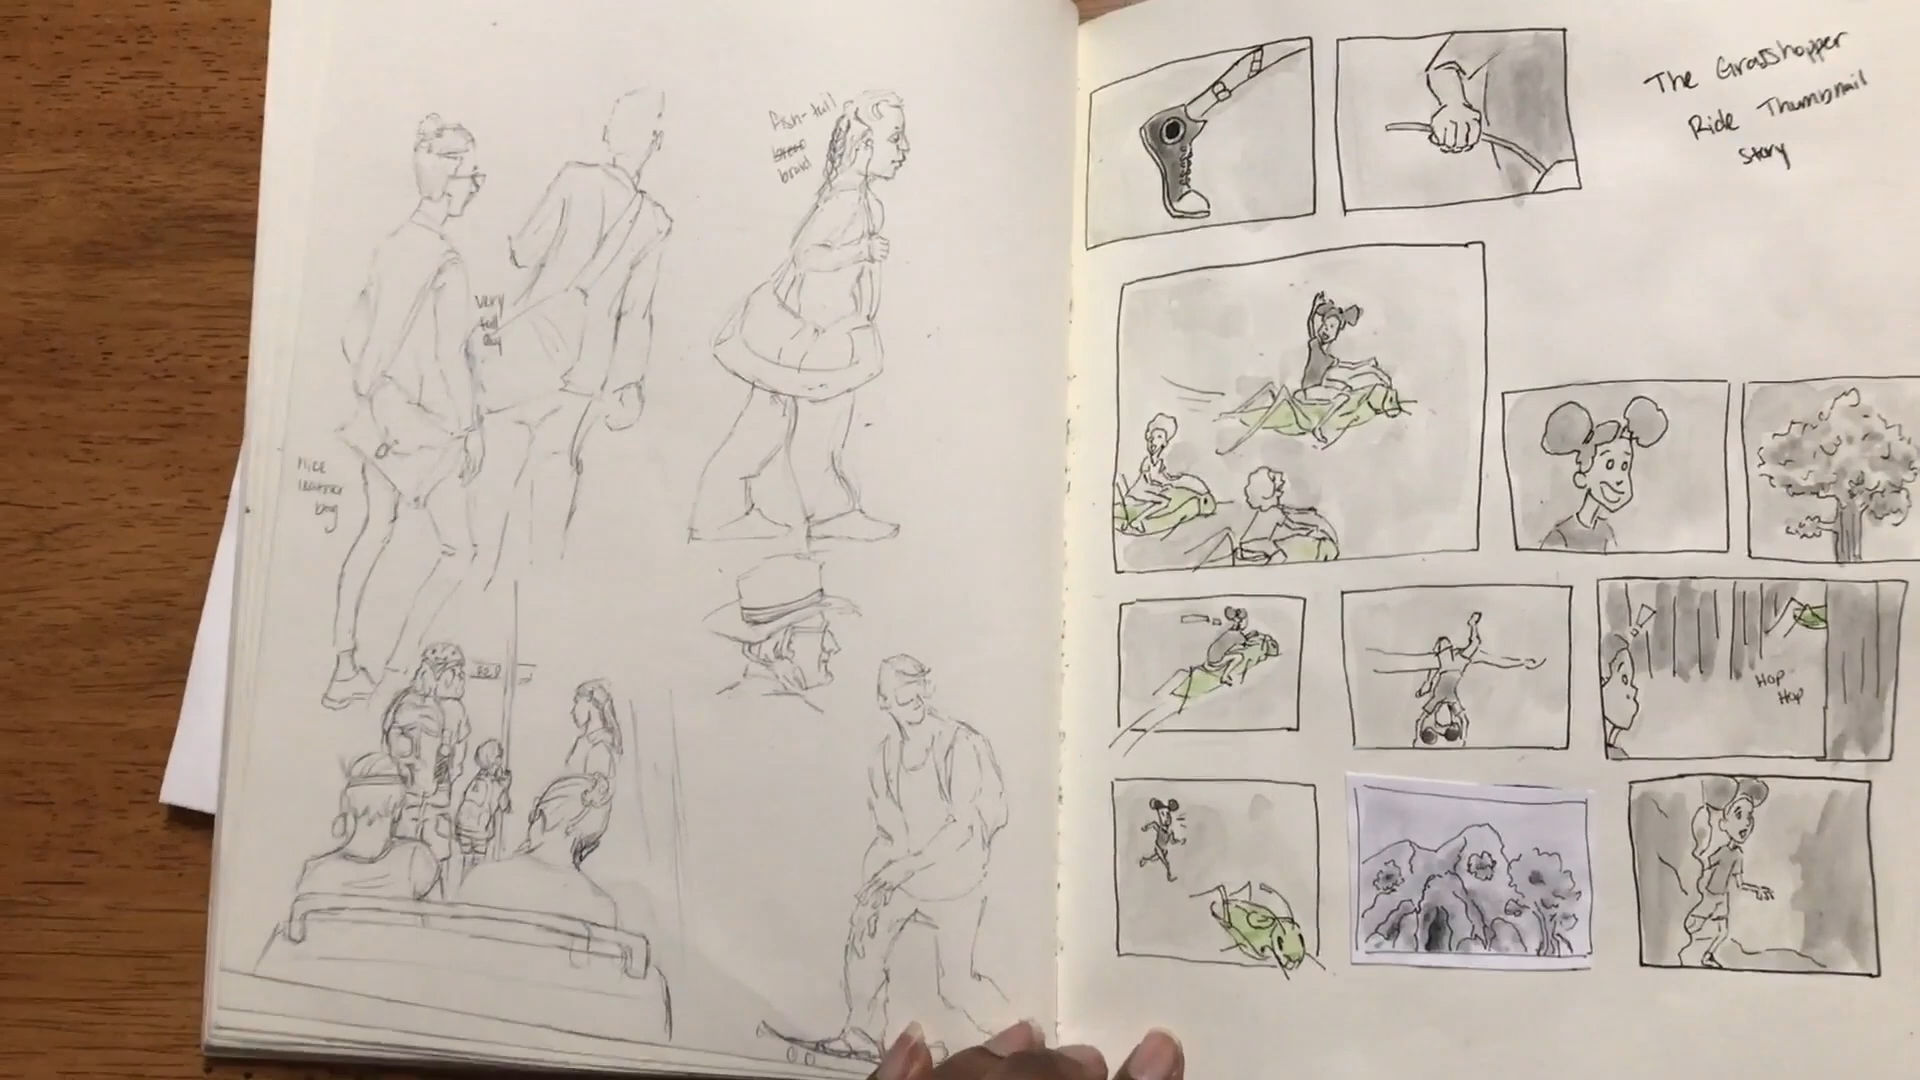 fish-tail
braid
very
tall
guy
nice
leather
bag
The Grasshopper
Ride Thumbnail
Story
Hop
Hop